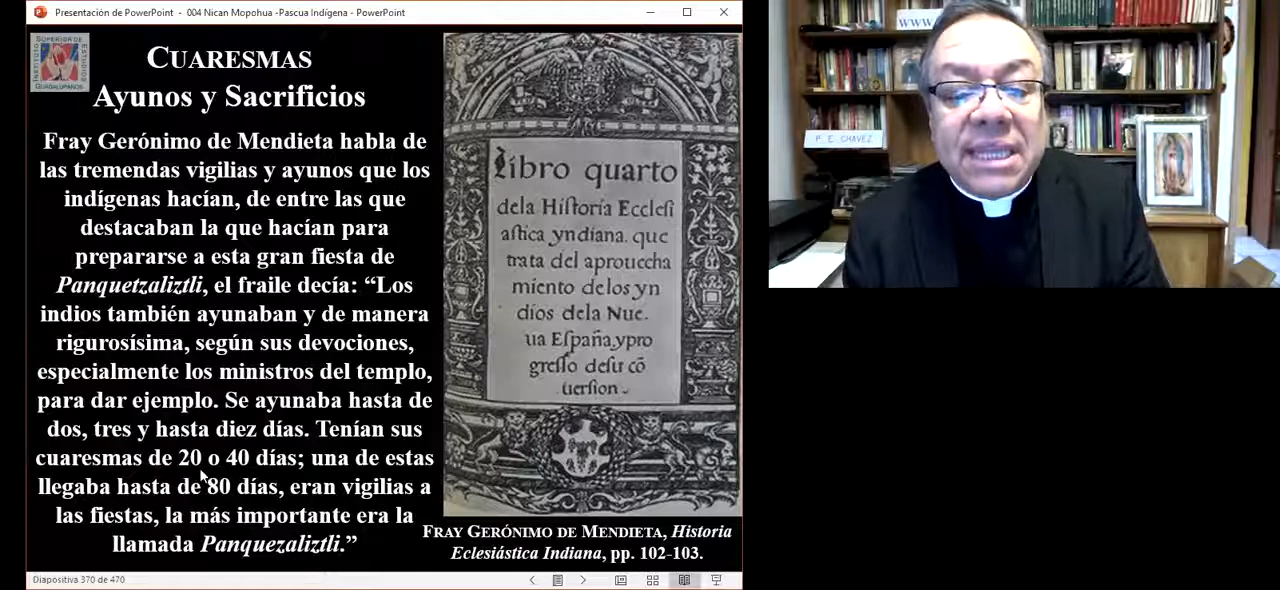 Presentación de PowerPoint - 004 Nican Mopohua -Pascua Indígena - PowerPoint
INSTITUTO SUPERIOR DE ESTUDIOS GUADALUPANOS
CUARESMAS
Ayunos y Sacrificios
Fray Gerónimo de Mendieta habla de
las tremendas vigilias y ayunos que los
indígenas hacían, de entre las que
destacaban la que hacían para
prepararse a esta gran fiesta de
Panquetzaliztli, el fraile decía: “Los
indios también ayunaban y de manera
rigurosísima, según sus devociones,
especialmente los ministros del templo,
para dar ejemplo. Se ayunaba hasta de
dos, tres y hasta diez días. Tenían sus
cuaresmas de 20 o 40 días; una de estas
llegaba hasta de 80 días, eran vigilias a
las fiestas, la más importante era la
llamada Panquezaliztli.”
Libro quarto
dela Hiſtoria Eccleſi
aſtica yndiana. que
trata del aprouecha
miento delos yn
dios dela Nue.
ua Eſpaña, y pro
greſſo deſu cõ
uerſion.
FRAY GERÓNIMO DE MENDIETA, Historia
Eclesiástica Indiana, pp. 102-103.
Diapositiva 370 de 470
WWW
P. E. CHAVEZ